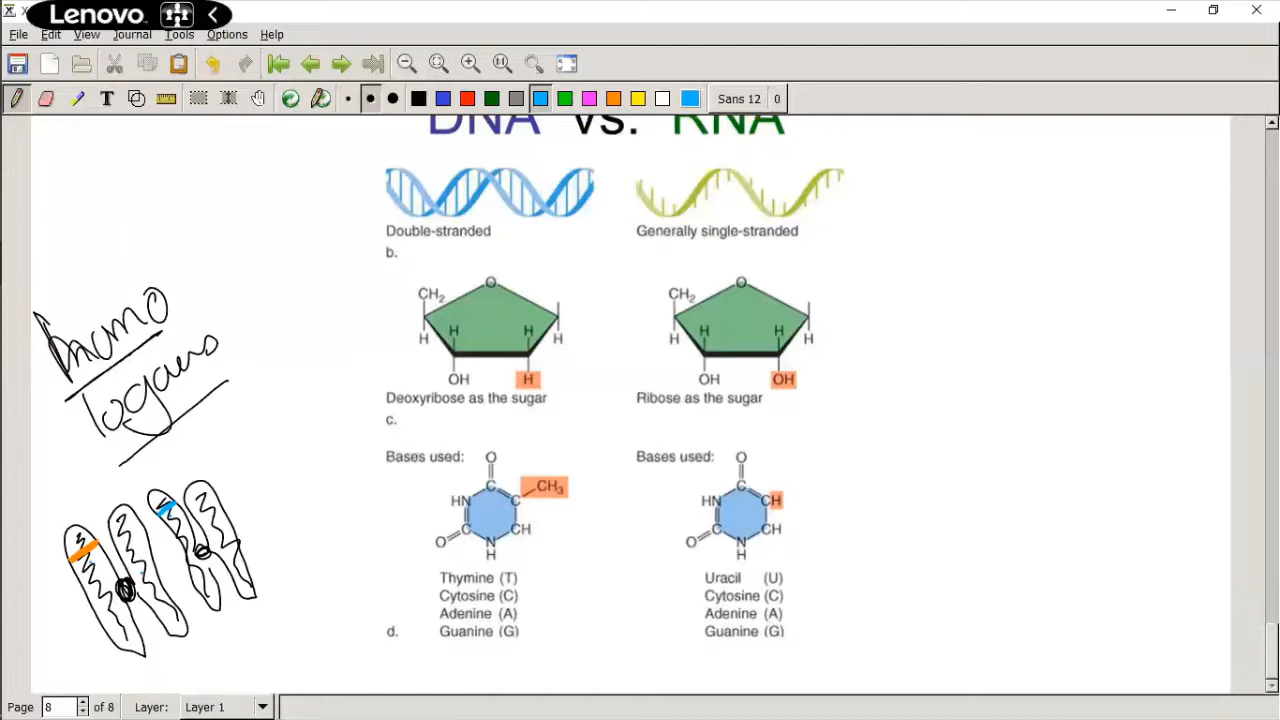 Lenovo
File Edit View Journal Tools Options Help
Sans 12 0
DNA vs. RNA
Double-stranded Generally single-stranded
b.
O O
CH2 CH2
H H H H H H H H
OH H OH OH
Deoxyribose as the sugar Ribose as the sugar
c.
Bases used: Bases used:
O O
C CH3 C
HN C HN CH
C CH C CH
O N O N
H H
Thymine (T) Uracil (U)
Cytosine (C) Cytosine (C)
Adenine (A) Adenine (A)
d. Guanine (G) Guanine (G)
Page 8 of 8 Layer: Layer 1